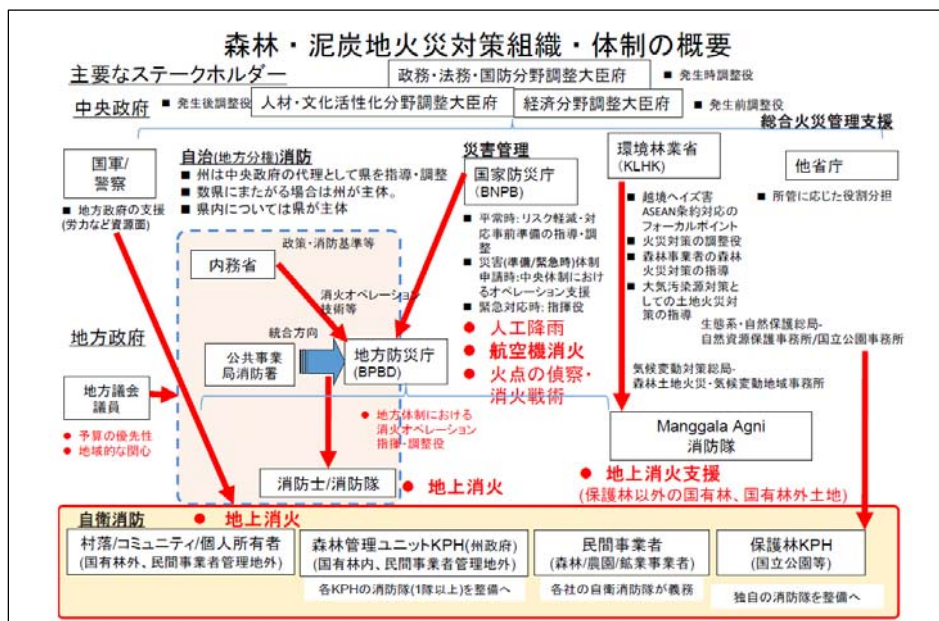 森林・泥炭地火災対策組織・体制の概要
主要なステークホルダー
政務・法務・国防分野調整大臣府
■ 発生時調整役
中央政府
■ 発生後調整役
人材・文化活性化分野調整大臣府
経済分野調整大臣府
■ 発生前調整役
総合火災管理支援
国軍/
警察
■ 地方政府の支援
(労力など資源面)
自治(地方分権)消防
■ 州は中央政府の代理として県を指導・調整
■ 数県にまたがる場合は州が主体。
■ 県内については県が主体
災害管理
国家防災庁
(BNPB)
■ 平常時:リスク軽減・対
応事前準備の指導・調
整
■ 災害(準備/緊急時)体制
申請時:中央体制におけ
るオペレーション支援
■ 緊急対応時:指揮役
環境林業省
(KLHK)
■ 越境ヘイズ害
ASEAN条約対応の
フォーカルポイント
■ 火災対策の調整役
■ 森林事業者の森林
火災対策の指導
■ 大気汚染源対策と
しての土地火災対
策の指導
他省庁
■ 所管に応じた役割分担
政策・消防基準等
内務省
消火オペレーション
技術等
● 人工降雨
● 航空機消火
● 火点の偵察・
消火戦術
生態系・自然保護総局-
自然資源保護事務所/国立公園事務所
気候変動対策総局-
森林土地火災・気候変動地域事務所
地方政府
統合方向
公共事業
局消防署
地方防災庁
(BPBD)
地方議会
議員
● 予算の優先性
● 地域的な関心
● 地方体制における
消火オペレーション
指揮・調整役
Manggala Agni
消防隊
● 地上消火支援
(保護林以外の国有林、国有林外土地)
消防士/消防隊
● 地上消火
自衛消防
● 地上消火
村落/コミュニティ/個人所有者
(国有林外、民間事業者管理地外)
森林管理ユニットKPH(州政府)
(国有林内、民間事業者管理地外)
各KPHの消防隊(1隊以上)を整備へ
民間事業者
(森林/農園/鉱業事業者)
各社の自衛消防隊が義務
保護林KPH
(国立公園等)
独自の消防隊を整備へ